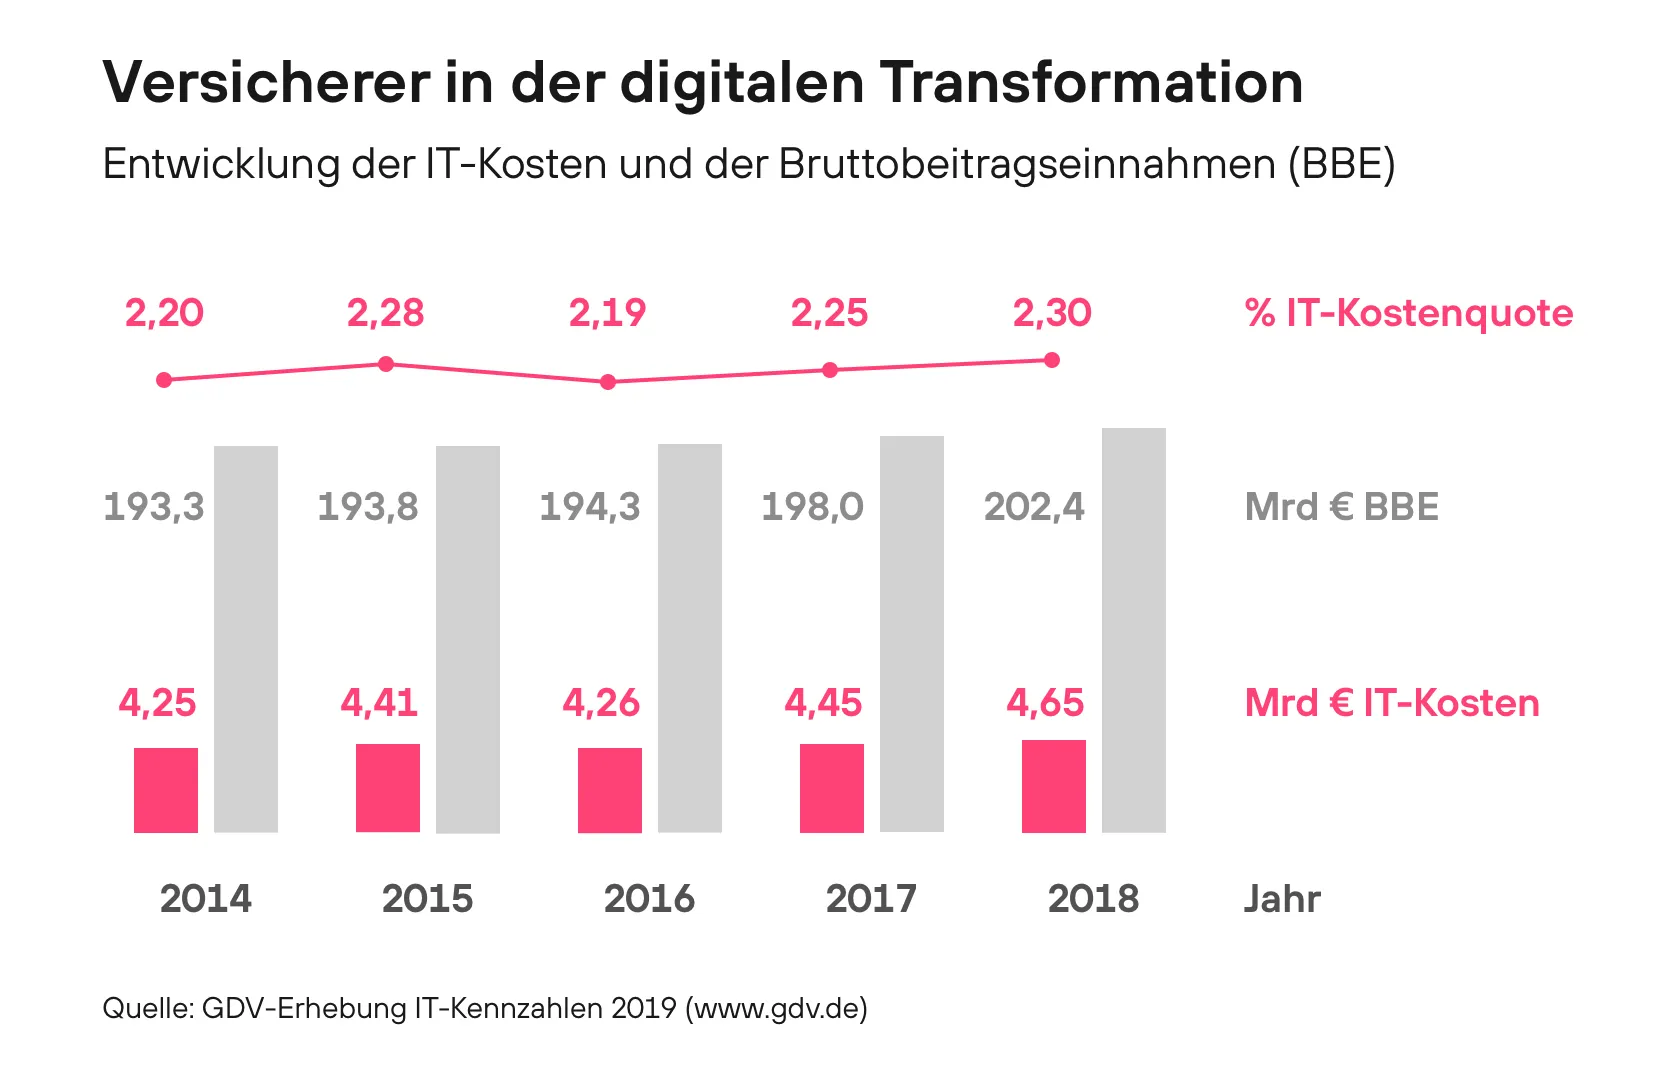 Versicherer in der digitalen Transformation
Entwicklung der IT-Kosten und der Bruttobeitragseinnahmen (BBE)
2,20 2,28 2,19 2,25 2,30 % IT-Kostenquote
193,3 193,8 194,3 198,0 202,4 Mrd € BBE
4,25 4,41 4,26 4,45 4,65 Mrd € IT-Kosten
2014 2015 2016 2017 2018 Jahr
Quelle: GDV-Erhebung IT-Kennzahlen 2019 (www.gdv.de)